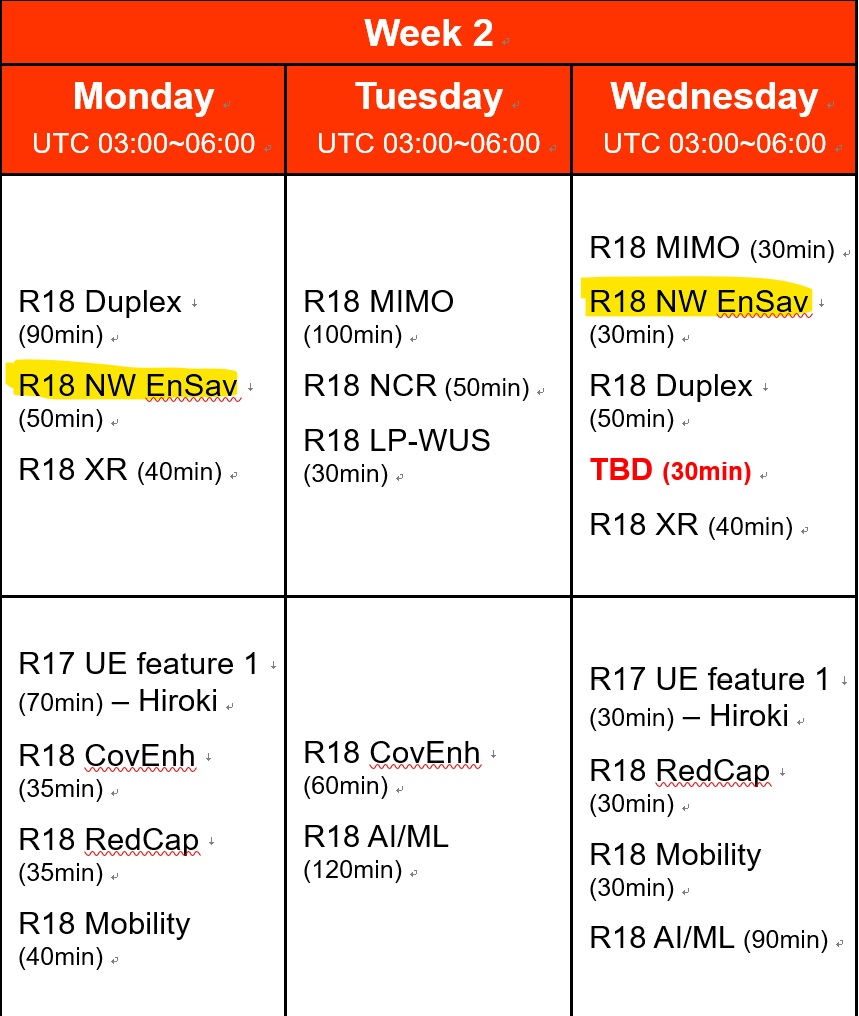 Week 2
Monday
UTC 03:00~06:00
Tuesday
UTC 03:00~06:00
Wednesday
UTC 03:00~06:00
R18 Duplex
(90min)
R18 NW EnSav
(50min)
R18 XR (40min)
R18 MIMO
(100min)
R18 NCR (50min)
R18 LP-WUS
(30min)
R18 MIMO (30min)
R18 NW EnSav
(30min)
R18 Duplex
(50min)
TBD (30min)
R18 XR (40min)
R17 UE feature 1
(70min) – Hiroki
R18 CovEnh
(35min)
R18 RedCap
(35min)
R18 Mobility
(40min)
R18 CovEnh
(60min)
R18 AI/ML
(120min)
R17 UE feature 1
(30min) – Hiroki
R18 RedCap
(30min)
R18 Mobility
(30min)
R18 AI/ML (90min)